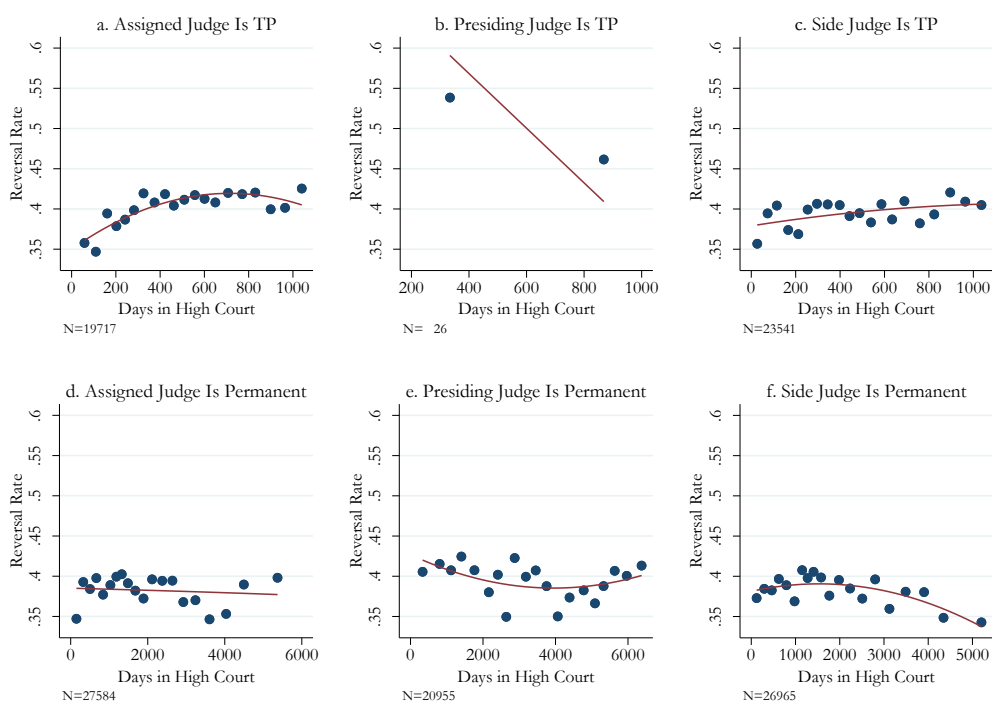 a. Assigned Judge Is TP
Reversal Rate
.6
.55
.5
.45
.4
.35
0 200 400 600 800 1000
Days in High Court
N=19717
b. Presiding Judge Is TP
Reversal Rate
.6
.55
.5
.45
.4
.35
200 400 600 800 1000
Days in High Court
N= 26
c. Side Judge Is TP
Reversal Rate
.6
.55
.5
.45
.4
.35
0 200 400 600 800 1000
Days in High Court
N=23541
d. Assigned Judge Is Permanent
Reversal Rate
.6
.55
.5
.45
.4
.35
0 2000 4000 6000
Days in High Court
N=27584
e. Presiding Judge Is Permanent
Reversal Rate
.6
.55
.5
.45
.4
.35
0 2000 4000 6000
Days in High Court
N=20955
f. Side Judge Is Permanent
Reversal Rate
.6
.55
.5
.45
.4
.35
0 1000 2000 3000 4000 5000
Days in High Court
N=26965